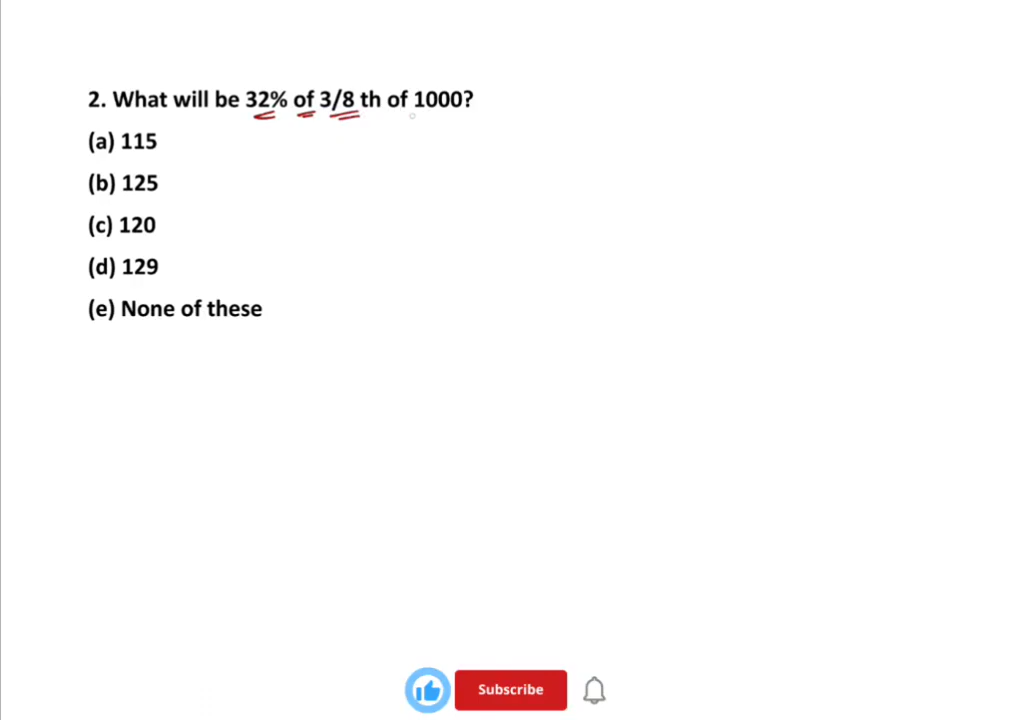 2. What will be 32% of 3/8 th of 1000?
(a) 115
(b) 125
(c) 120
(d) 129
(e) None of these
Subscribe